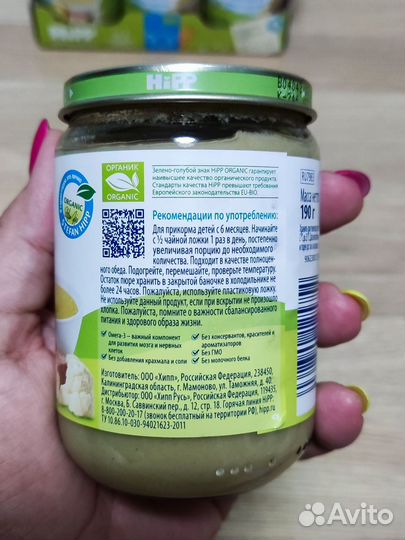 HiPP
HiPP
ОРГАНИК
ORGANIC
ORGANIC
STEFAN HiPP
Зелено-голубой знак HiPP ORGANIC гарантирует
наивысшее качество органического продукта.
Стандарты качества HiPP превышают требования
Европейского законодательства EU-BIO.
Рекомендации по употреблению:
Для прикорма детей с 6 месяцев. Начинайте
с ½ чайной ложки 1 раз в день, постепенно
увеличивая порцию до необходимого
количества. Подходит в качестве полноцен-
ного обеда. Подогрейте, перемешайте, проверьте температуру.
Остаток пюре хранить в закрытой баночке в холодильнике не
более 24 часов. Пожалуйста, используйте пластиковую ложку.
Не используйте данный продукт, если при вскрытии не произошло
хлопка. Пожалуйста, помните о важности сбалансированного
питания и здорового образа жизни.
Омега-3 – важный компонент
для развития мозга и нервных
клеток
Без добавления крахмала и соли
Без консервантов, красителей и
ароматизаторов
Без ГМО
Без молочного белка
Изготовитель: ООО «Хипп», Российская Федерация, 238450,
Калининградская область, г. Мамоново, ул. Таможняя, д. 40;
Дистрибьютор: ООО «Хипп Русь», Российская Федерация, 119435,
г. Москва, Б. Саввинский пер., д. 12, стр. 18. Горячая линия HiPP:
8-800-200-20-17 (звонок бесплатный на территории РФ), hipp.ru
ТУ 10.86.10-030-94021623-2011
Масса нетто
190 г
Avito